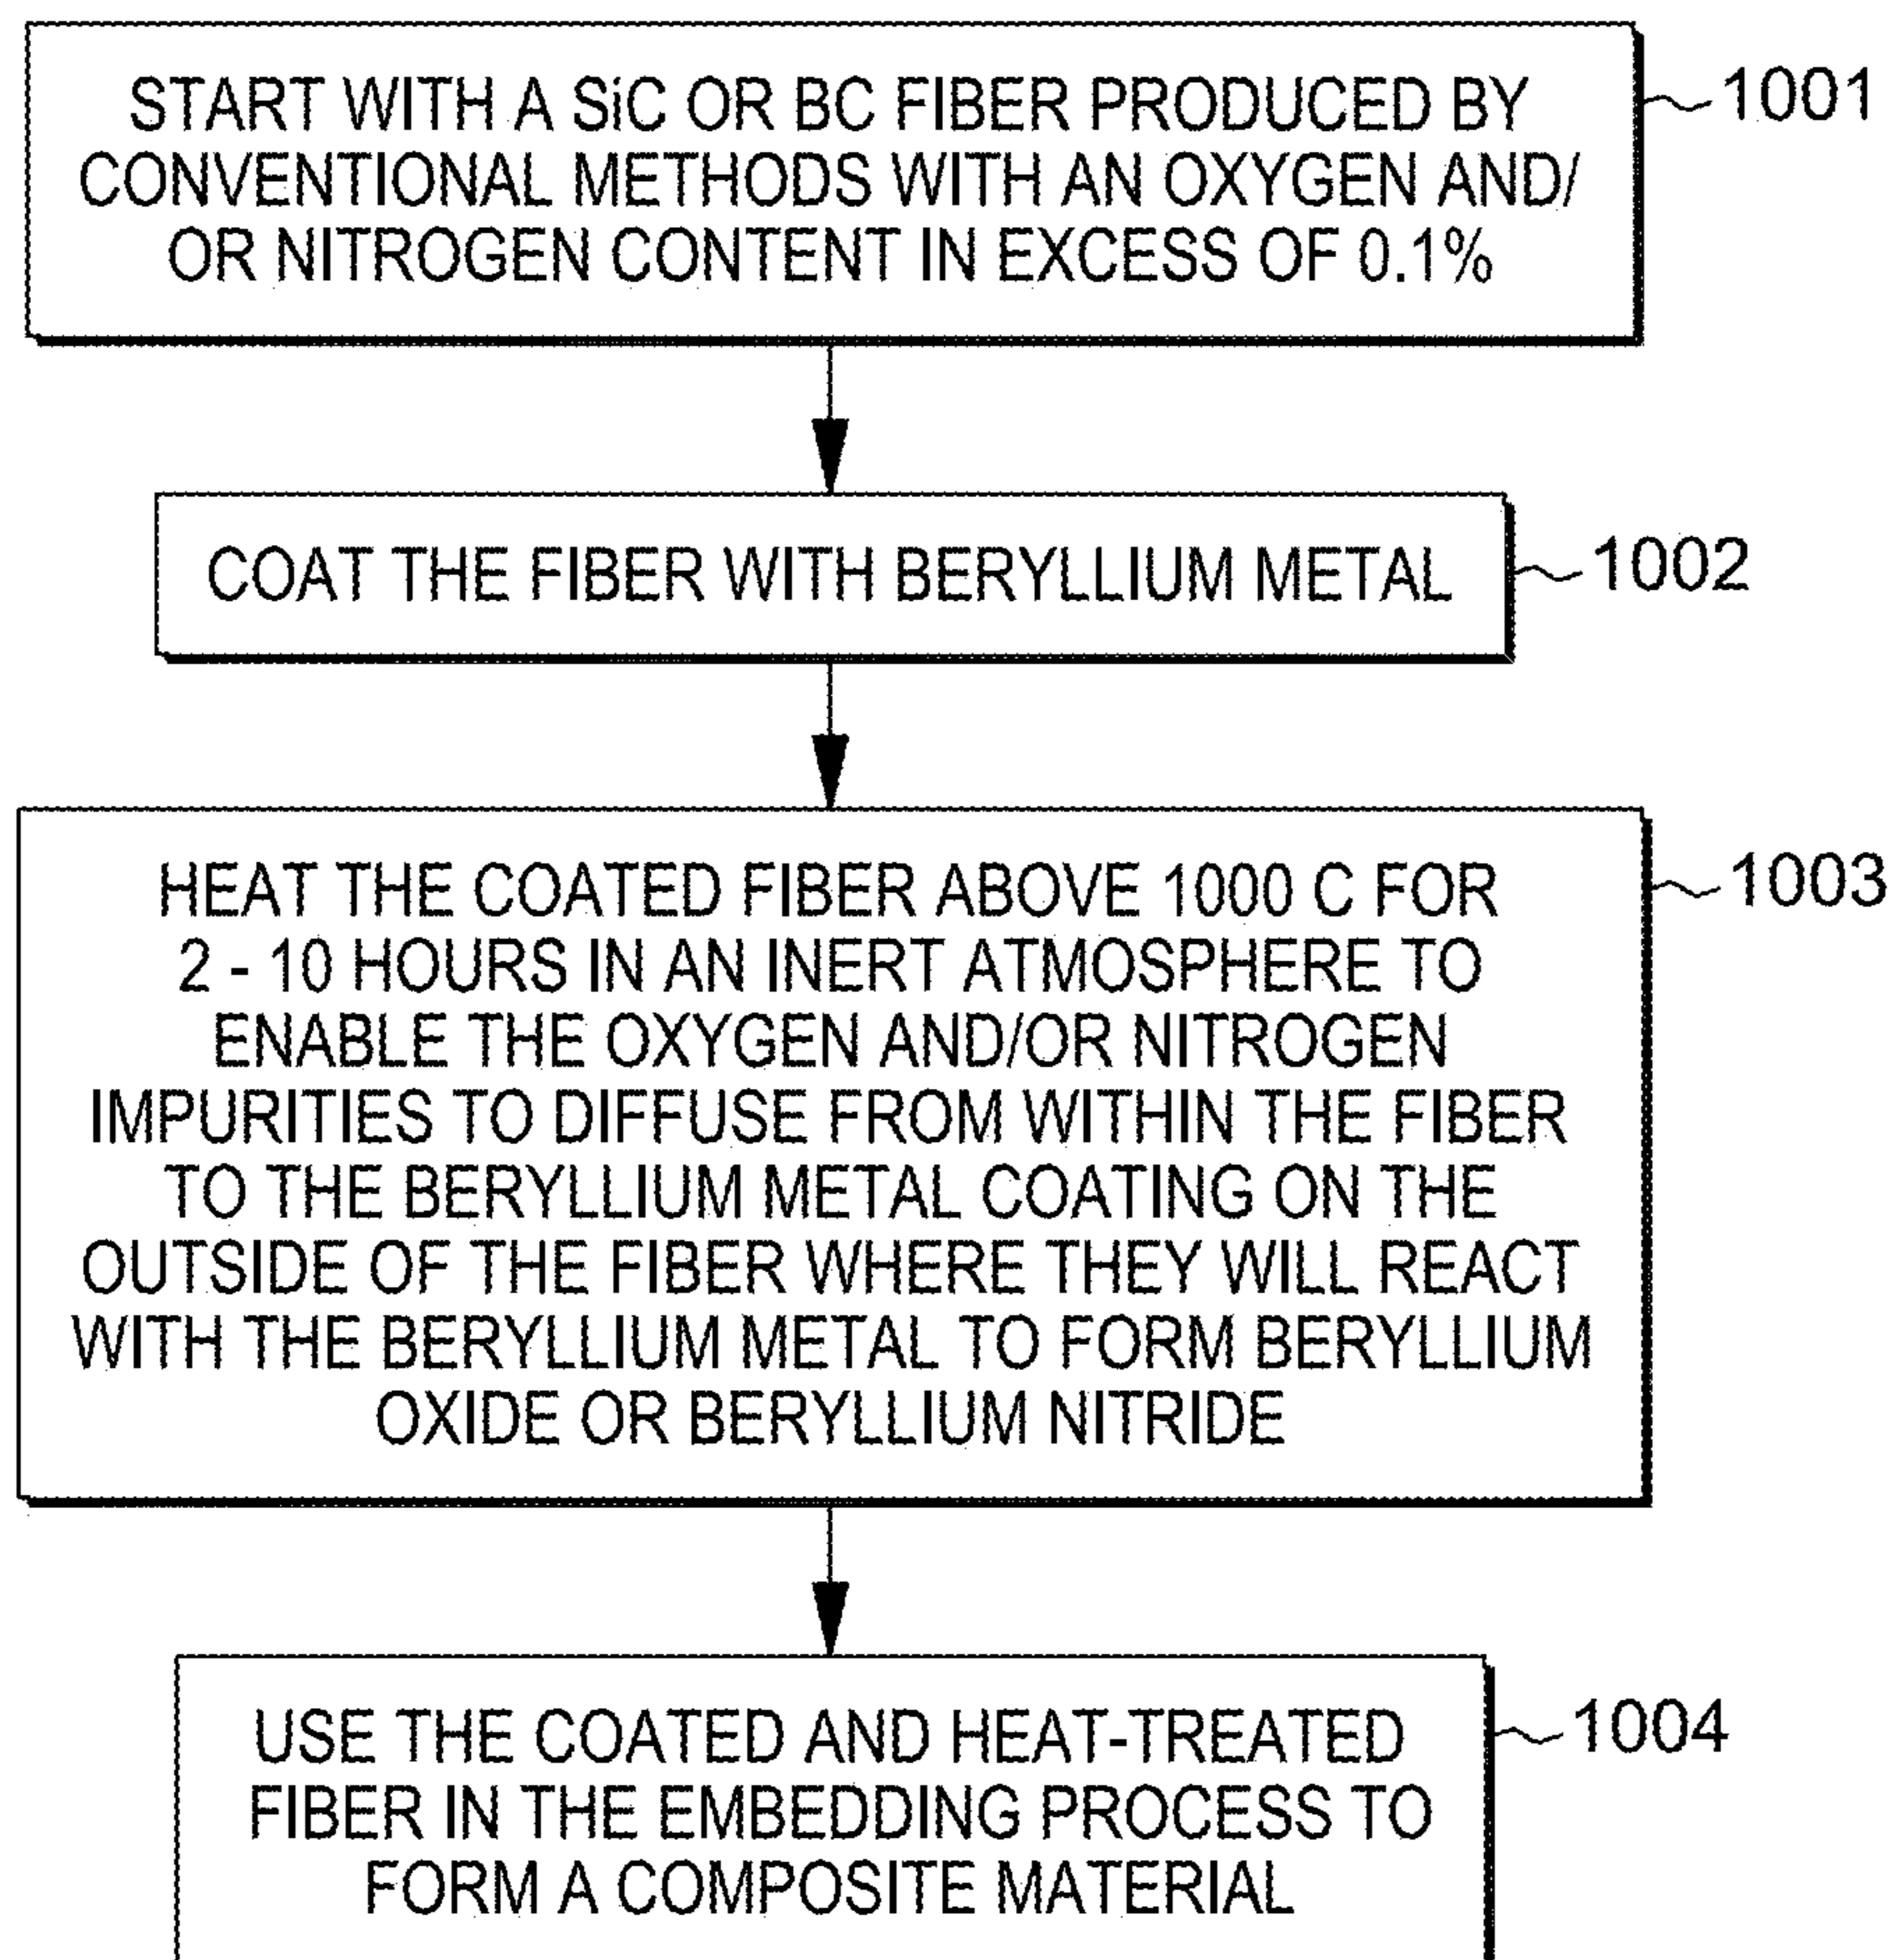 START WITH A SiC OR BC FIBER PRODUCED BY
CONVENTIONAL METHODS WITH AN OXYGEN AND/
OR NITROGEN CONTENT IN EXCESS OF 0.1%
1001
COAT THE FIBER WITH BERYLLIUM METAL
1002
HEAT THE COATED FIBER ABOVE 1000 C FOR
2 - 10 HOURS IN AN INERT ATMOSPHERE TO
ENABLE THE OXYGEN AND/OR NITROGEN
IMPURITIES TO DIFFUSE FROM WITHIN THE FIBER
TO THE BERYLLIUM METAL COATING ON THE
OUTSIDE OF THE FIBER WHERE THEY WILL REACT
WITH THE BERYLLIUM METAL TO FORM BERYLLIUM
OXIDE OR BERYLLIUM NITRIDE
1003
USE THE COATED AND HEAT-TREATED
FIBER IN THE EMBEDDING PROCESS TO
FORM A COMPOSITE MATERIAL
1004